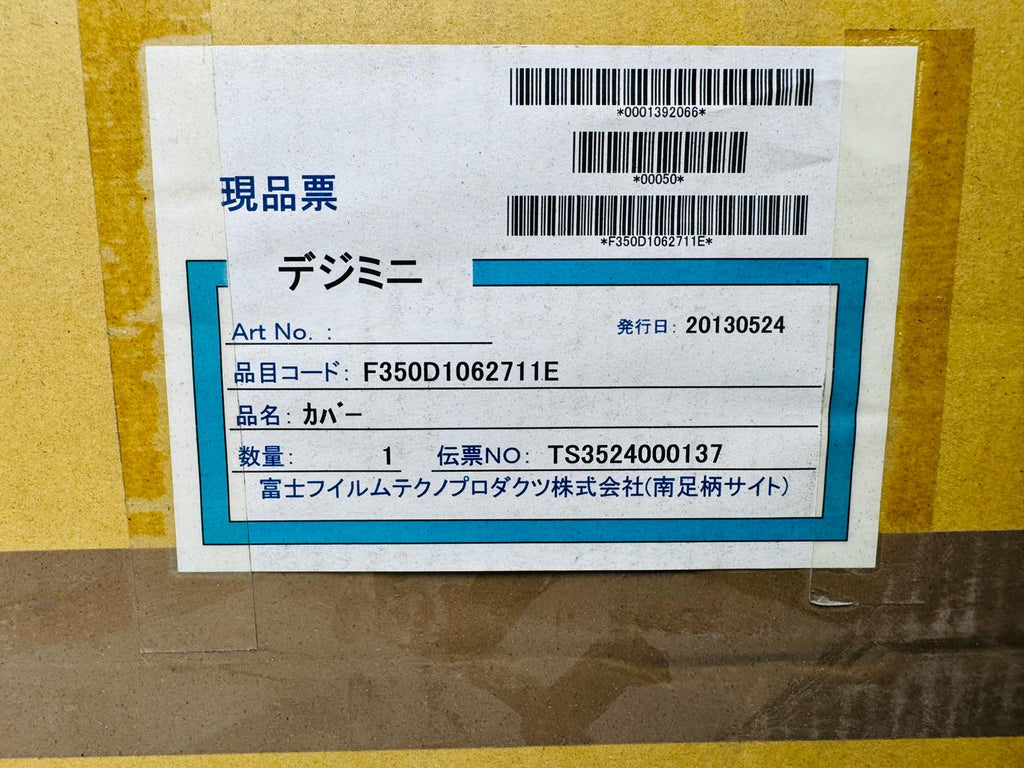 *0001392066*
*00050*
*F350D1062711E*
現品票
デジミニ
Art No. :
発行日: 20130524
品目コード: F350D1062711E
品名: カバー
数量: 1 伝票NO: TS3524000137
富士フイルムテクノプロダクツ株式会社(南足柄サイト)